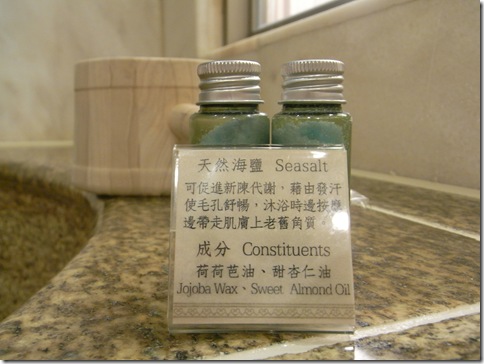 天然海鹽 Seasalt
可促進新陳代謝，藉由發汗
使毛孔舒暢，沐浴時邊按摩
邊帶走肌膚上老舊角質。
成分 Constituents
荷荷芭油、甜杏仁油
Jojoba Wax、Sweet Almond Oil